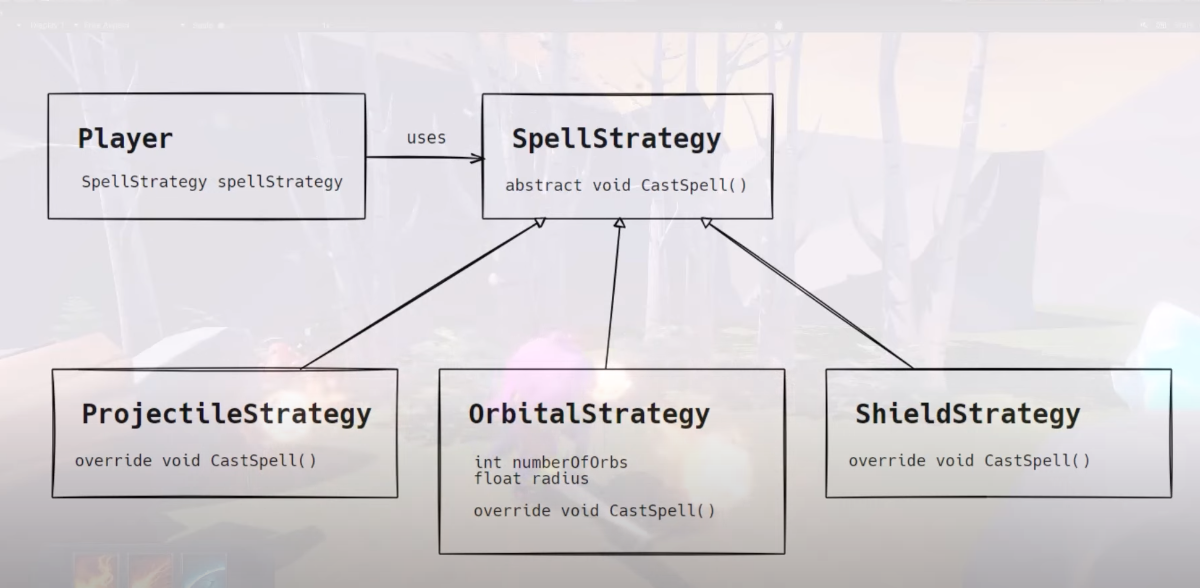 Player
SpellStrategy spellStrategy
uses
SpellStrategy
abstract void CastSpell()
ProjectileStrategy
override void CastSpell()
OrbitalStrategy
int numberOfOrbs
float radius
override void CastSpell()
ShieldStrategy
override void CastSpell()